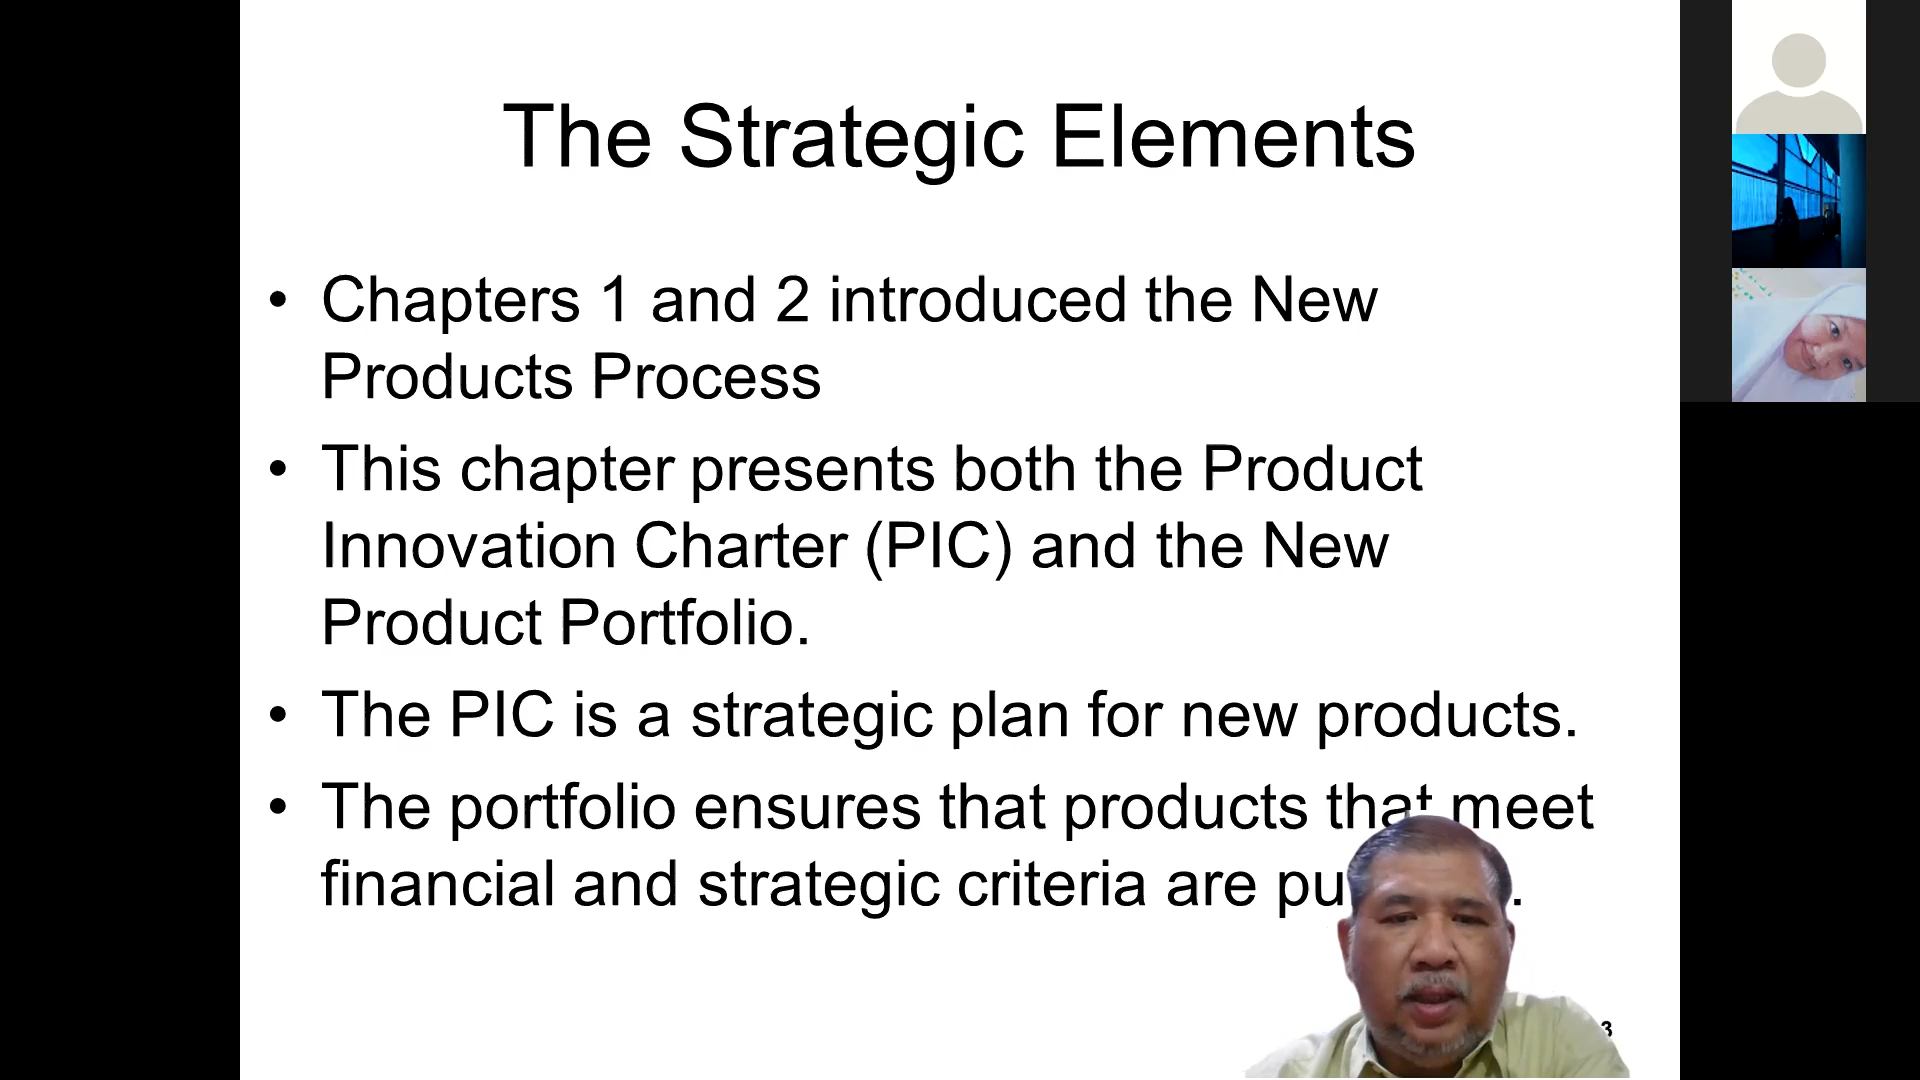 The Strategic Elements
• Chapters 1 and 2 introduced the New
Products Process
• This chapter presents both the Product
Innovation Charter (PIC) and the New
Product Portfolio.
• The PIC is a strategic plan for new products.
• The portfolio ensures that products that meet
financial and strategic criteria are
3